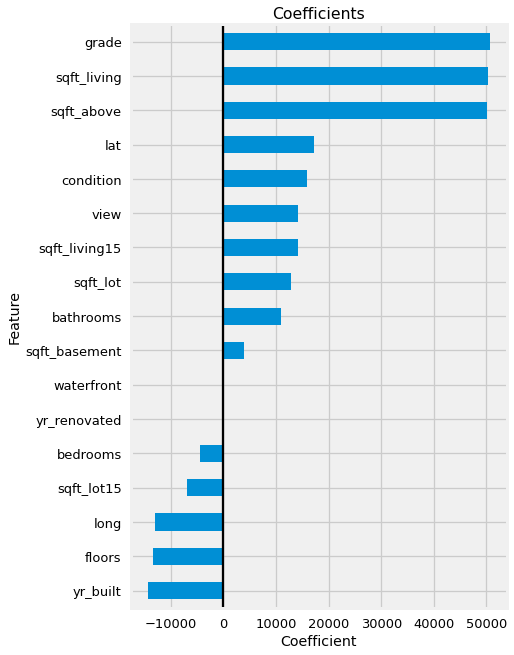 Coefficients
grade
sqft_living
sqft_above
lat
condition
view
sqft_living15
sqft_lot
bathrooms
sqft_basement
waterfront
yr_renovated
bedrooms
sqft_lot15
long
floors
yr_built
Feature
−10000 0 10000 20000 30000 40000 50000
Coefficient